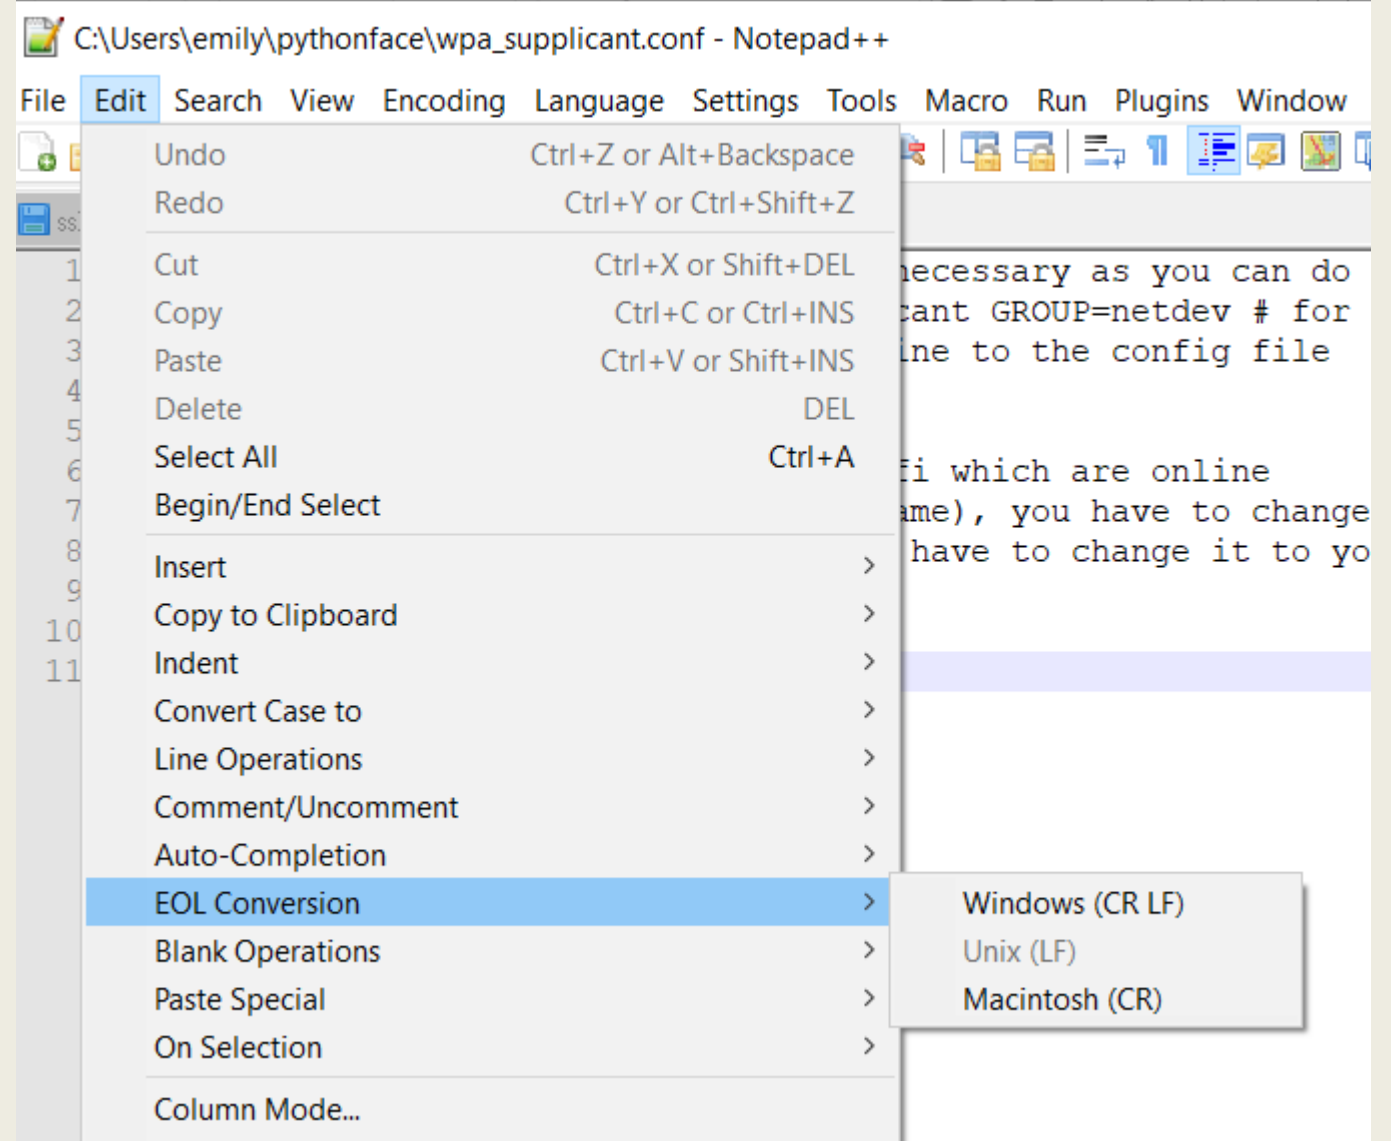 C:\Users\emily\pythonface\wpa_supplicant.conf - Notepad++
File Edit Search View Encoding Language Settings Tools Macro Run Plugins Window
Undo Ctrl+Z or Alt+Backspace
Redo Ctrl+Y or Ctrl+Shift+Z
ss
Cut Ctrl+X or Shift+DEL
1 necessary as you can do
Copy Ctrl+C or Ctrl+INS
2 cant GROUP=netdev # for
3 ine to the config file
Paste Ctrl+V or Shift+INS
4
Delete DEL
5
Select All Ctrl+A
6 fi which are online
Begin/End Select
7 ame), you have to change
8 have to change it to yo
Insert >
9
Copy to Clipboard >
10
Indent >
11
Convert Case to >
Line Operations >
Comment/Uncomment >
Auto-Completion >
EOL Conversion > Windows (CR LF)
Blank Operations > Unix (LF)
Paste Special > Macintosh (CR)
On Selection >
Column Mode...